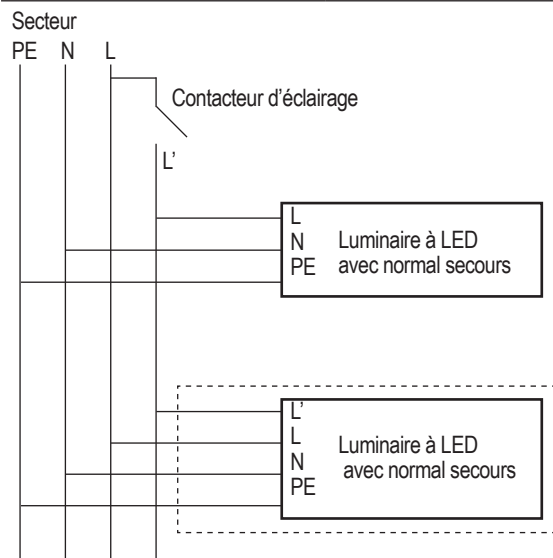 Secteur
PE N L
Contacteur d'éclairage
L'
L
N
PE
Luminaire à LED
avec normal secours
L'
L
N
PE
Luminaire à LED
avec normal secours